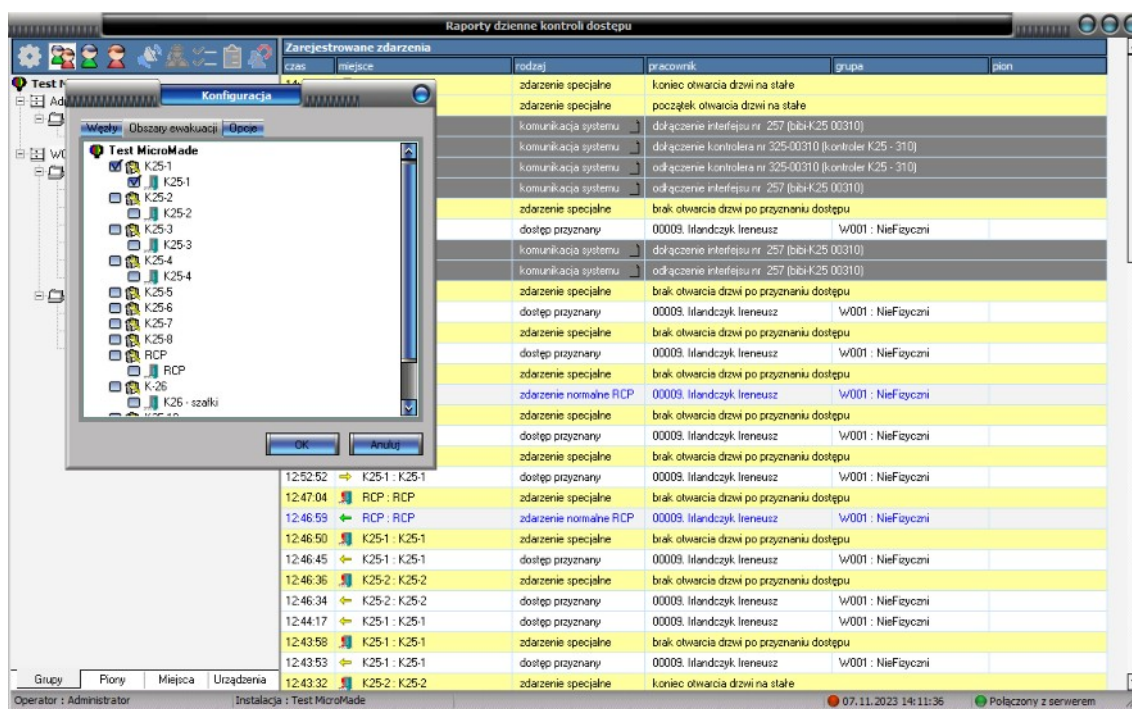 Raporty dzienne kontroli dostępu
Zarejestrowane zdarzenia
czas miejsce rodzaj pracownik grupa pion
Test
zdarzenie specjalne koniec otwarcia drzwi na stałe
zdarzenie specjalne początek otwarcia drzwi na stałe
komunikacja systemu dołączenie interfejsu nr 257 (bibi-K25 00310)
komunikacja systemu dołączenie kontrolera nr 325-00310 (kontroler K25 - 310)
komunikacja systemu odłączenie kontrolera nr 325-00310 (kontroler K25 - 310)
komunikacja systemu odłączenie interfejsu nr 257 (bibi-K25 00310)
zdarzenie specjalne brak otwarcia drzwi po przyznaniu dostępu
dostęp przyznany 00009. Irlandczyk Ireneusz W001 : NieFizyczni
komunikacja systemu dołączenie interfejsu nr 257 (bibi-K25 00310)
komunikacja systemu odłączenie interfejsu nr 257 (bibi-K25 00310)
zdarzenie specjalne brak otwarcia drzwi po przyznaniu dostępu
dostęp przyznany 00009. Irlandczyk Ireneusz W001 : NieFizyczni
zdarzenie specjalne brak otwarcia drzwi po przyznaniu dostępu
dostęp przyznany 00009. Irlandczyk Ireneusz W001 : NieFizyczni
zdarzenie specjalne brak otwarcia drzwi po przyznaniu dostępu
zdarzenie normalne RCP 00009. Irlandczyk Ireneusz W001 : NieFizyczni
zdarzenie specjalne brak otwarcia drzwi po przyznaniu dostępu
dostęp przyznany 00009. Irlandczyk Ireneusz W001 : NieFizyczni
zdarzenie specjalne brak otwarcia drzwi po przyznaniu dostępu
12:52:52 K25-1 : K25-1 dostęp przyznany 00009. Irlandczyk Ireneusz W001 : NieFizyczni
12:47:04 RCP : RCP zdarzenie specjalne brak otwarcia drzwi po przyznaniu dostępu
12:46:59 RCP : RCP zdarzenie normalne RCP 00009. Irlandczyk Ireneusz W001 : NieFizyczni
12:46:50 K25-1 : K25-1 zdarzenie specjalne brak otwarcia drzwi po przyznaniu dostępu
12:46:45 K25-1 : K25-1 dostęp przyznany 00009. Irlandczyk Ireneusz W001 : NieFizyczni
12:46:36 K25-2 : K25-2 zdarzenie specjalne brak otwarcia drzwi po przyznaniu dostępu
12:46:34 K25-2 : K25-2 dostęp przyznany 00009. Irlandczyk Ireneusz W001 : NieFizyczni
12:44:17 K25-1 : K25-1 dostęp przyznany 00009. Irlandczyk Ireneusz W001 : NieFizyczni
12:43:58 K25-1 : K25-1 zdarzenie specjalne brak otwarcia drzwi po przyznaniu dostępu
12:43:53 K25-1 : K25-1 dostęp przyznany 00009. Irlandczyk Ireneusz W001 : NieFizyczni
12:43:32 K25-2 : K25-2 zdarzenie specjalne koniec otwarcia drzwi na stałe
Konfiguracja
Węzły Obszary ewakuacji Opcje
Test MicroMade
K25-1
K25-1
K25-2
K25-2
K25-3
K25-3
K25-4
K25-4
K25-5
K25-6
K25-7
K25-8
RCP
RCP
K-26
K26 - szafki
OK Anuluj
Grupy Piony Miejsca Urządzenia
Operator : Administrator Instalacja : Test MicroMade 07.11.2023 14:11:36 Połączony z serwerem